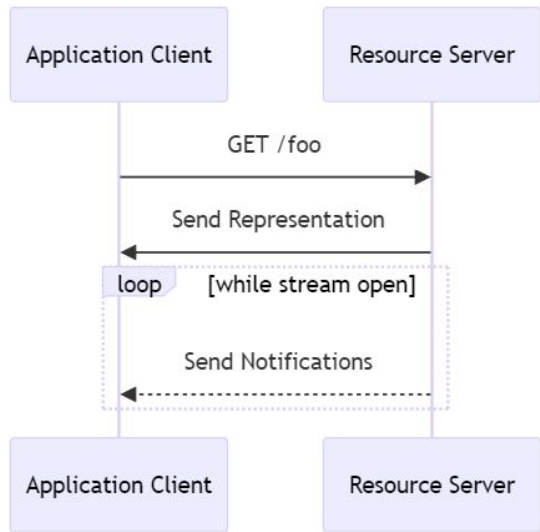 Application Client
Resource Server
GET /foo
Send Representation
loop
[while stream open]
Send Notifications
Application Client
Resource Server